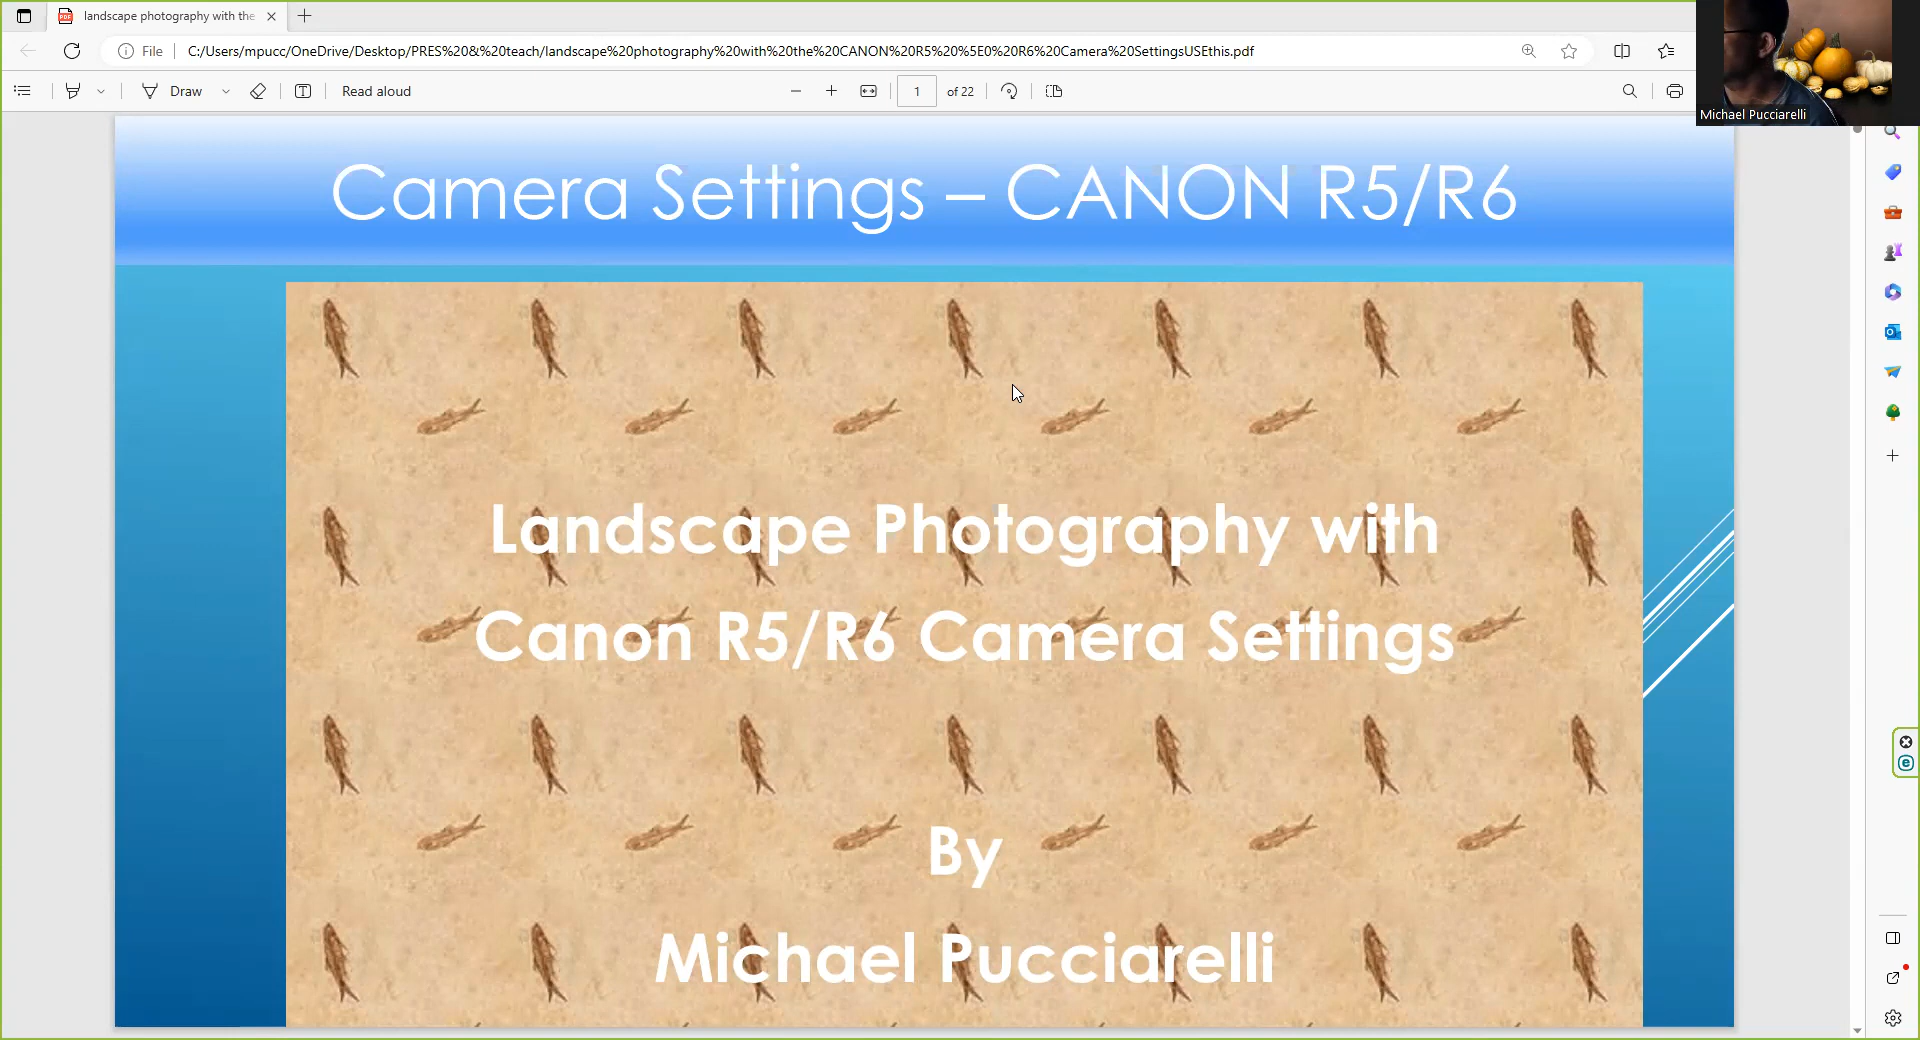 landscape photography with the
File
C:/Users/mpucc/OneDrive/Desktop/PRES%20&%20teach/landscape%20photography%20with%20the%20CANON%20R5%20%5E0%20R6%20Camera%20SettingsUSEthis.pdf
Draw
Read aloud
1 of 22
Michael Pucciarelli
Camera Settings – CANON R5/R6
Landscape Photography with
Canon R5/R6 Camera Settings
By
Michael Pucciarelli